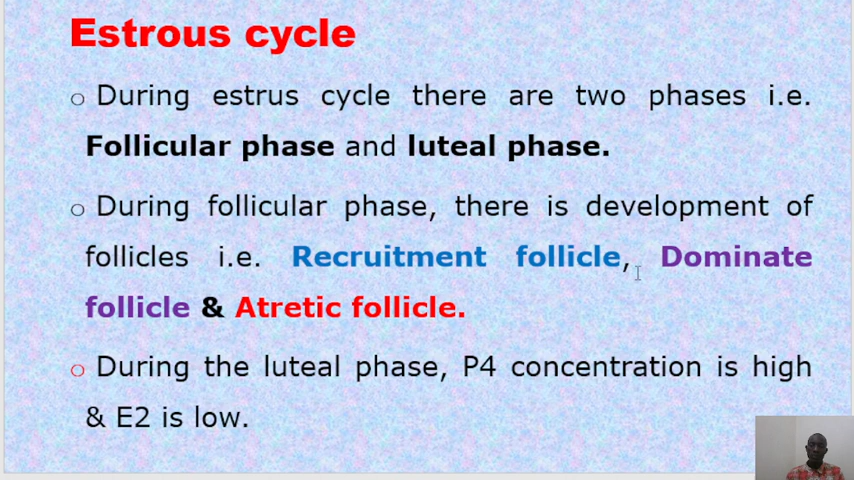 Estrous cycle
○ During estrus cycle there are two phases i.e.
Follicular phase and luteal phase.
○ During follicular phase, there is development of
follicles i.e. Recruitment follicle, Dominate
follicle & Atretic follicle.
○ During the luteal phase, P4 concentration is high
& E2 is low.